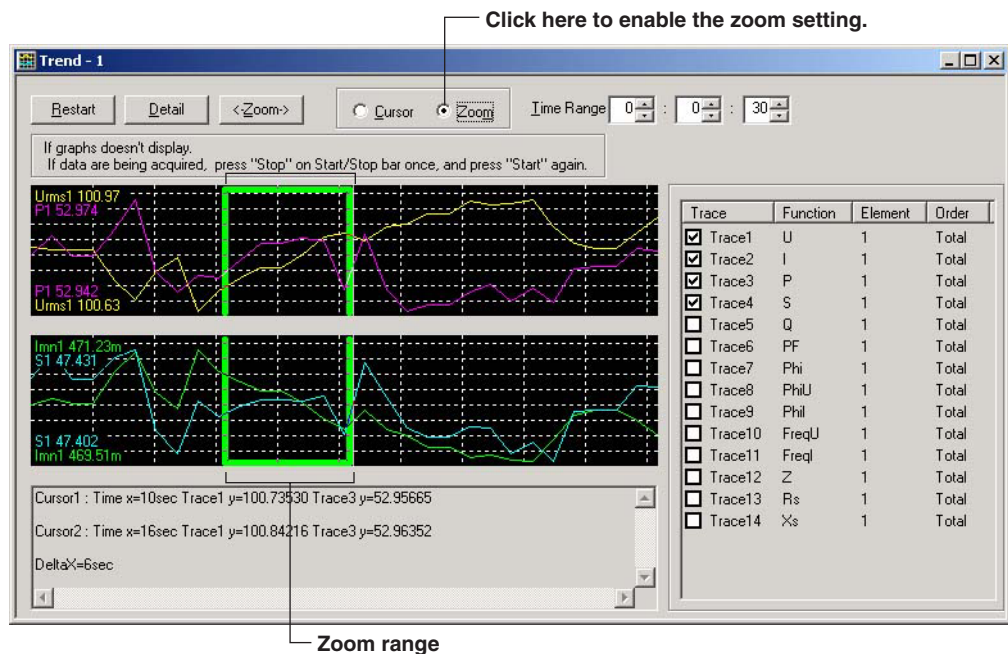 Click here to enable the zoom setting.
Trend - 1
Restart Detail <-Zoom-> Cursor Zoom Time Range 0 : 0 : 30
If graphs doesn't display.
If data are being acquired, press "Stop" on Start/Stop bar once, and press "Start" again.
Urms1 100.97
P1 52.974
P1 52.942
Urms1 100.63
Imn1 471.23m
S1 47.431
S1 47.402
Imn1 469.51m
Cursor1 : Time x=10sec Trace1 y=100.73530 Trace3 y=52.95665
Cursor2 : Time x=16sec Trace1 y=100.84216 Trace3 y=52.96352
DeltaX=6sec
Trace Function Element Order
Trace1 U 1 Total
Trace2 I 1 Total
Trace3 P 1 Total
Trace4 S 1 Total
Trace5 Q 1 Total
Trace6 PF 1 Total
Trace7 Phi 1 Total
Trace8 PhiU 1 Total
Trace9 PhiI 1 Total
Trace10 FreqU 1 Total
Trace11 FreqI 1 Total
Trace12 Z 1 Total
Trace13 Rs 1 Total
Trace14 Xs 1 Total
Zoom range